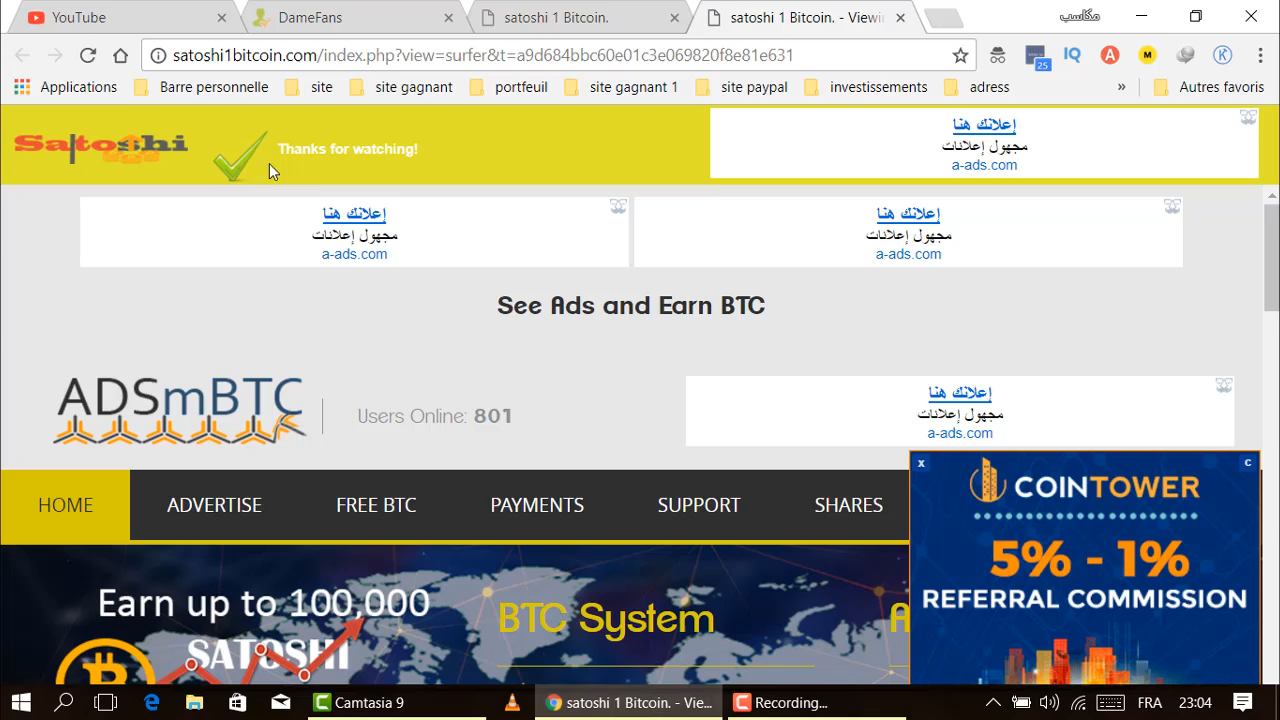 YouTube
DameFans
satoshi 1 Bitcoin.
satoshi 1 Bitcoin. - Viewin
مكاسب
satoshi1bitcoin.com/index.php?view=surfer&t=a9d684bbc60e01c3e069820f8e81e631
25
IQ
A
M
K
Applications
Barre personnelle
site
site gagnant
portfeuil
site gagnant 1
site paypal
investissements
adress
»
Autres favoris
Satoshi
Thanks for watching!
إعلانك هنا
مجهول إعلانات
a-ads.com
إعلانك هنا
مجهول إعلانات
a-ads.com
إعلانك هنا
مجهول إعلانات
a-ads.com
See Ads and Earn BTC
ADSmBTC
Users Online: 801
إعلانك هنا
مجهول إعلانات
a-ads.com
HOME
ADVERTISE
FREE BTC
PAYMENTS
SUPPORT
SHARES
x
C
COINTOWER
5% - 1%
REFERRAL COMMISSION
Earn up to 100,000
SATOSHI
BTC System
A
Camtasia 9
satoshi 1 Bitcoin. - Vie...
Recording...
FRA
23:04